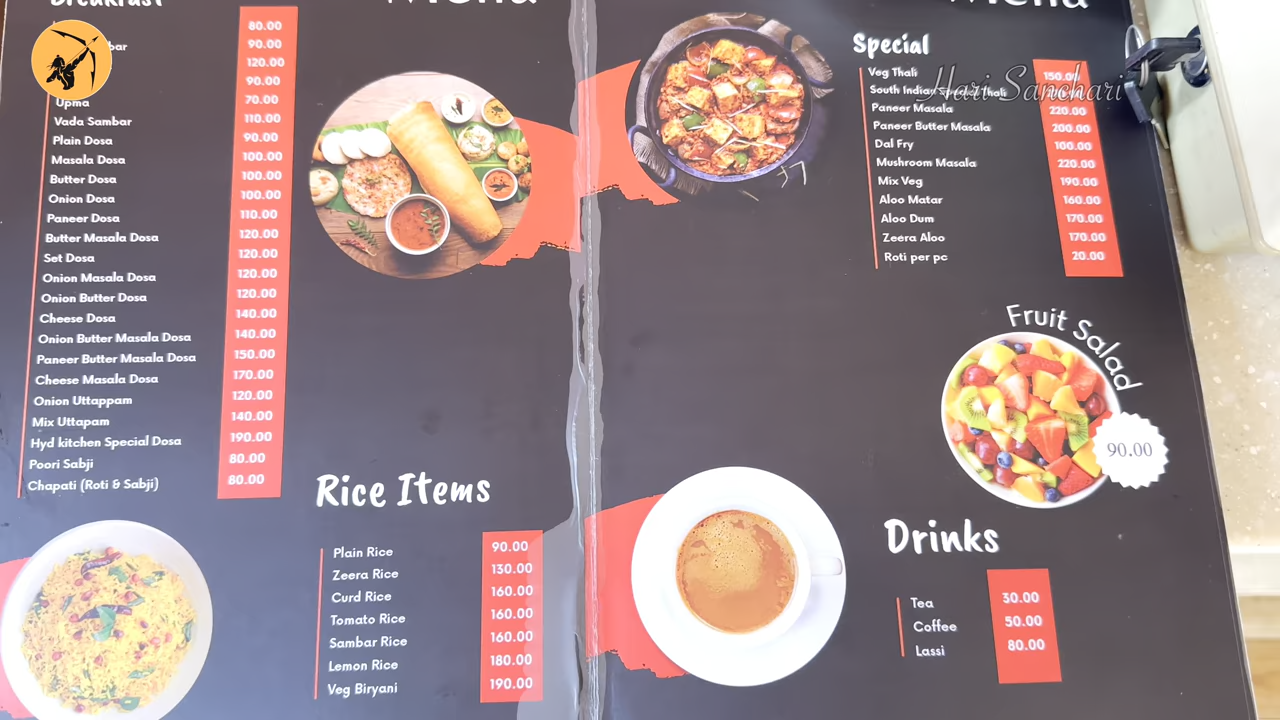 Breakfast
80.00
90.00
120.00
90.00
Upma 70.00
Vada Sambar 110.00
Plain Dosa 90.00
Masala Dosa 100.00
Butter Dosa 100.00
Onion Dosa 100.00
Paneer Dosa 110.00
Butter Masala Dosa 120.00
Set Dosa 120.00
Onion Masala Dosa 120.00
Onion Butter Dosa 120.00
Cheese Dosa 140.00
Onion Butter Masala Dosa 140.00
Paneer Butter Masala Dosa 150.00
Cheese Masala Dosa 170.00
Onion Uttappam 120.00
Mix Uttapam 140.00
Hyd kitchen Special Dosa 190.00
Poori Sabji 80.00
Chapati (Roti & Sabji) 80.00
Menu
Rice Items
Plain Rice 90.00
Zeera Rice 130.00
Curd Rice 160.00
Tomato Rice 160.00
Sambar Rice 160.00
Lemon Rice 180.00
Veg Biryani 190.00
Menu
Special
Hari Sanchari
Veg Thali 150.00
South Indian Special Thali
Paneer Masala 220.00
Paneer Butter Masala 200.00
Dal Fry 100.00
Mushroom Masala 220.00
Mix Veg 190.00
Aloo Matar 160.00
Aloo Dum 170.00
Zeera Aloo 170.00
Roti per pc 20.00
Fruit Salad
90.00
Drinks
Tea 30.00
Coffee 50.00
Lassi 80.00